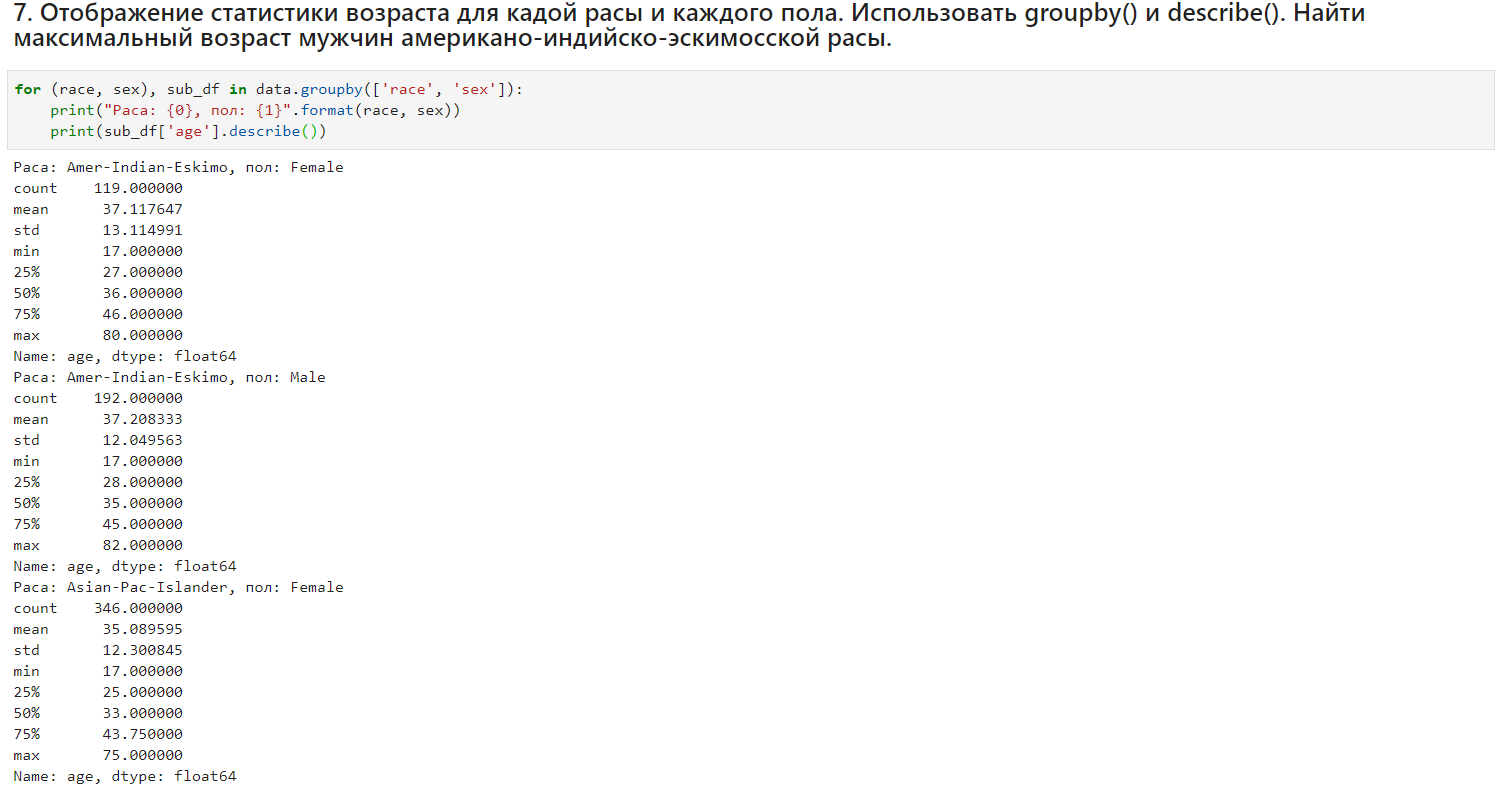 7. Отображение статистики возраста для кадой расы и каждого пола. Использовать groupby() и describe(). Найти
максимальный возраст мужчин американо-индийско-эскимосской расы.
for (race, sex), sub_df in data.groupby(['race', 'sex']):
    print("Раса: {0}, пол: {1}".format(race, sex))
    print(sub_df['age'].describe())
Раса: Amer-Indian-Eskimo, пол: Female
count    119.000000
mean      37.117647
std       13.114991
min       17.000000
25%       27.000000
50%       36.000000
75%       46.000000
max       80.000000
Name: age, dtype: float64
Раса: Amer-Indian-Eskimo, пол: Male
count    192.000000
mean      37.208333
std       12.049563
min       17.000000
25%       28.000000
50%       35.000000
75%       45.000000
max       82.000000
Name: age, dtype: float64
Раса: Asian-Pac-Islander, пол: Female
count    346.000000
mean      35.089595
std       12.300845
min       17.000000
25%       25.000000
50%       33.000000
75%       43.750000
max       75.000000
Name: age, dtype: float64